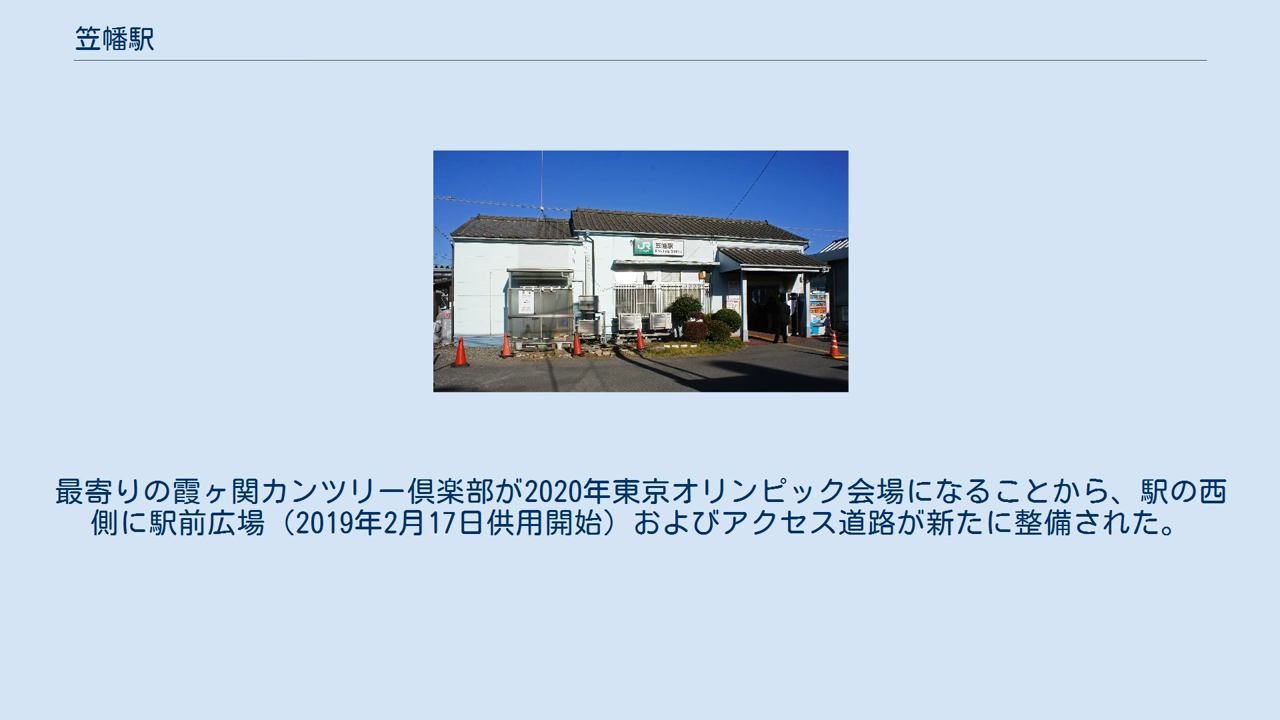 笠幡駅
JR 笠幡駅
最寄りの霞ヶ関カンツリー倶楽部が2020年東京オリンピック会場になることから、駅の西
側に駅前広場（2019年2月17日供用開始）およびアクセス道路が新たに整備された。